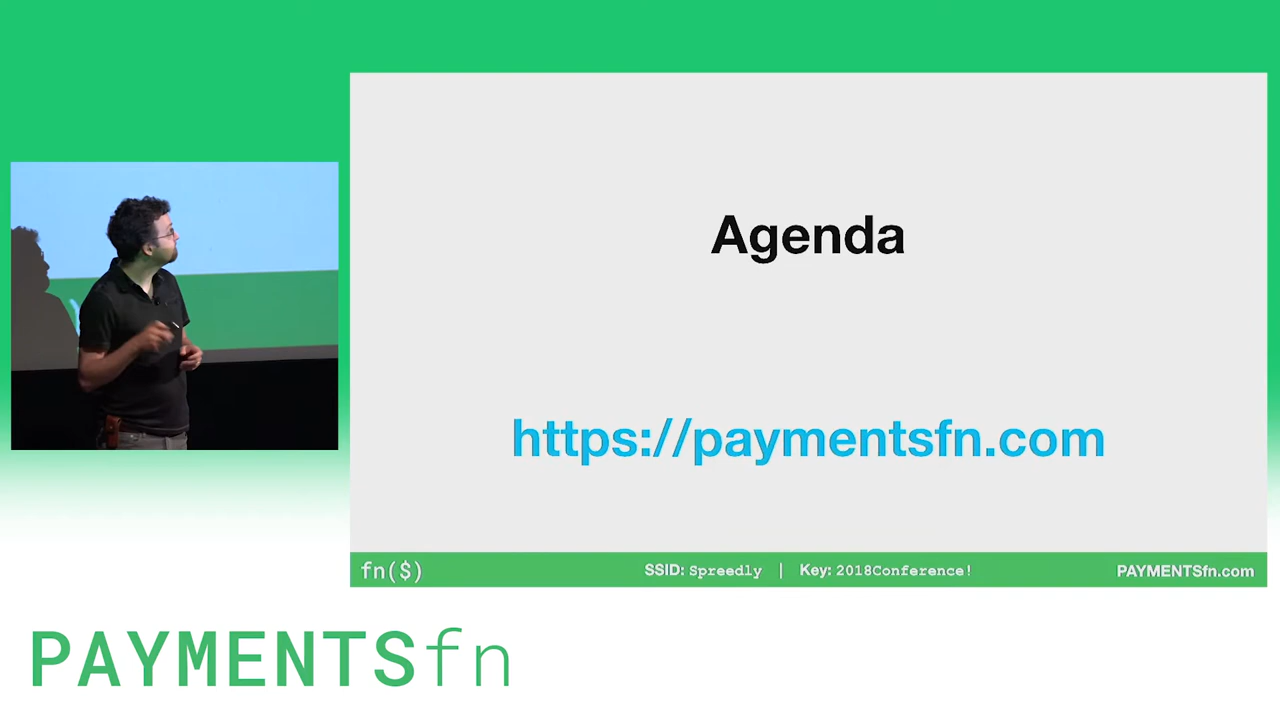 Agenda
https://paymentsfn.com
fn($) SSID: Spreedly | Key: 2018Conference! PAYMENTSfn.com
PAYMENTSfn